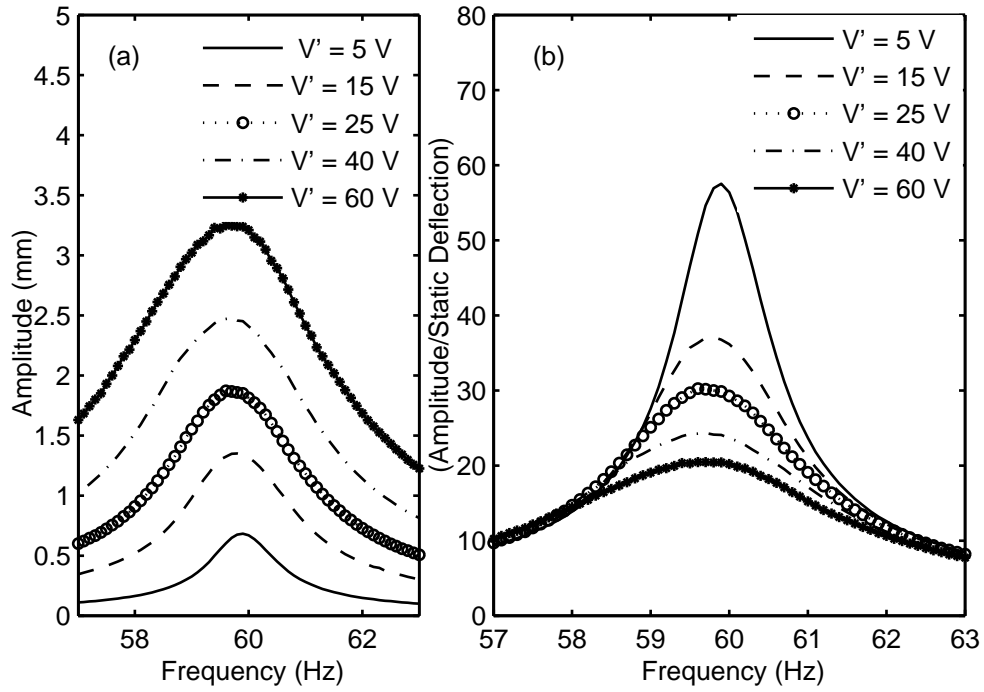 (a)
V' = 5 V
V' = 15 V
V' = 25 V
V' = 40 V
V' = 60 V
5
4.5
4
3.5
3
2.5
2
1.5
1
0.5
0
Amplitude (mm)
58
60
62
Frequency (Hz)
(b)
V' = 5 V
V' = 15 V
V' = 25 V
V' = 40 V
V' = 60 V
80
70
60
50
40
30
20
10
0
(Amplitude/Static Deflection)
57
58
59
60
61
62
63
Frequency (Hz)